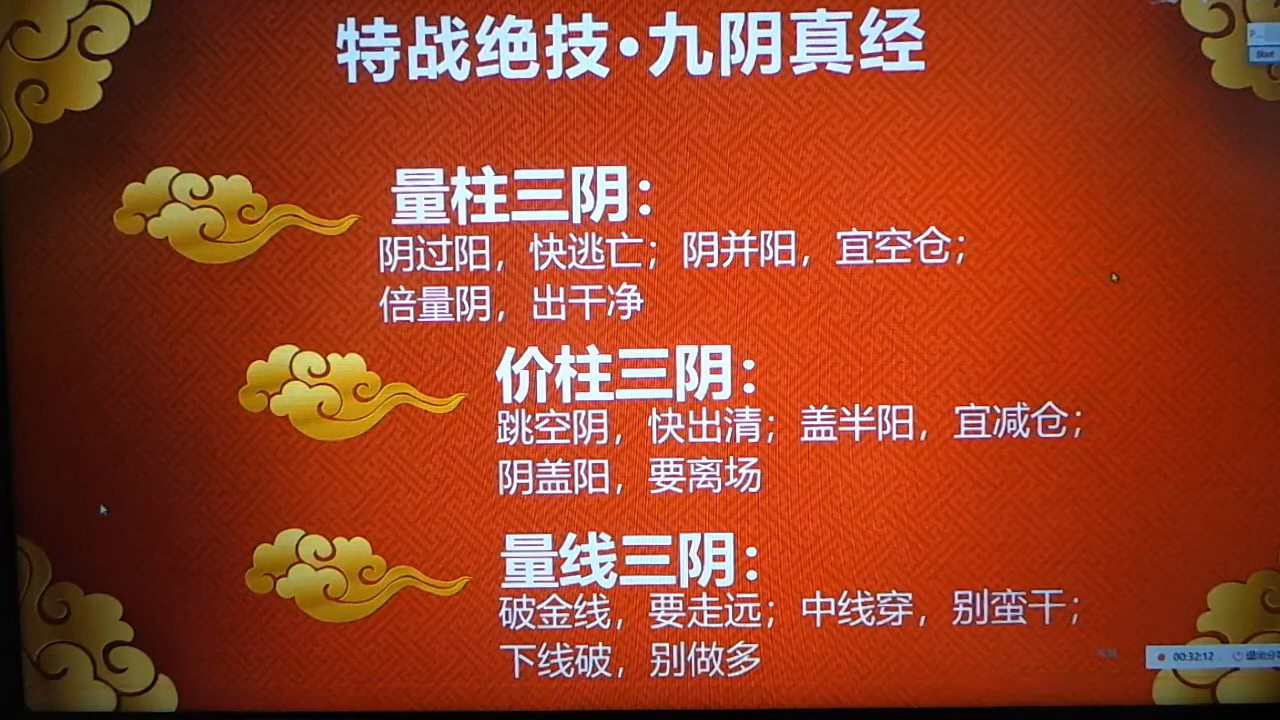 特战绝技•九阴真经
量柱三阴：
阴过阳，快逃亡；阴并阳，宜空仓；
倍量阴，出干净
价柱三阴：
跳空阴，快出清；盖半阳，宜减仓；
阴盖阳，要离场
量线三阴：
破金线，要走远；中线穿，别蛮干；
下线破，别做多
Start
00:32:12